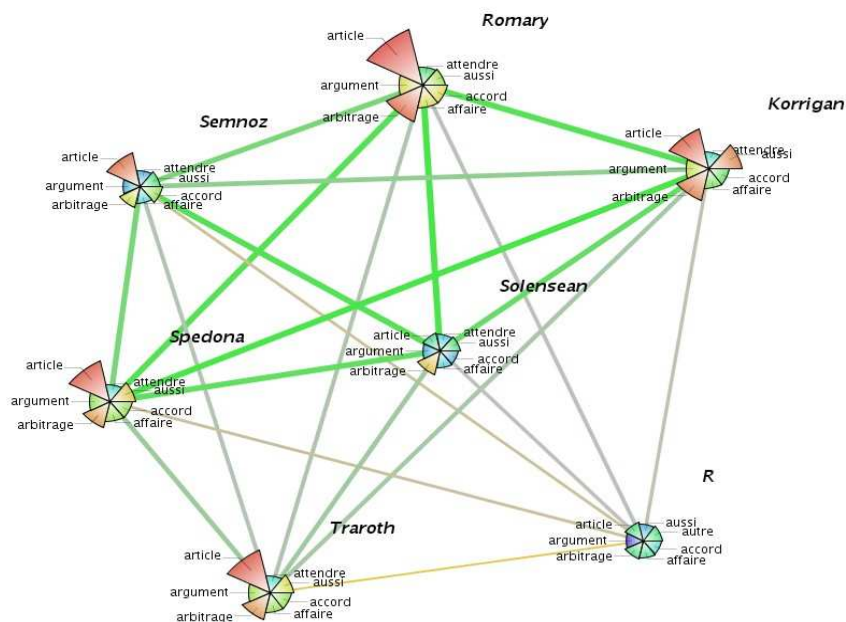 Romary
article
attendre
aussi
argument
accord
affaire
arbitrage
Korrigan
article
attendre
aussi
argument
accord
affaire
arbitrage
Semnoz
article
attendre
aussi
argument
accord
affaire
arbitrage
Solensean
article
attendre
aussi
argument
accord
affaire
arbitrage
Spedona
article
attendre
aussi
argument
accord
affaire
arbitrage
R
article
aussi
autre
argument
accord
affaire
arbitrage
Traroth
article
attendre
aussi
argument
accord
affaire
arbitrage